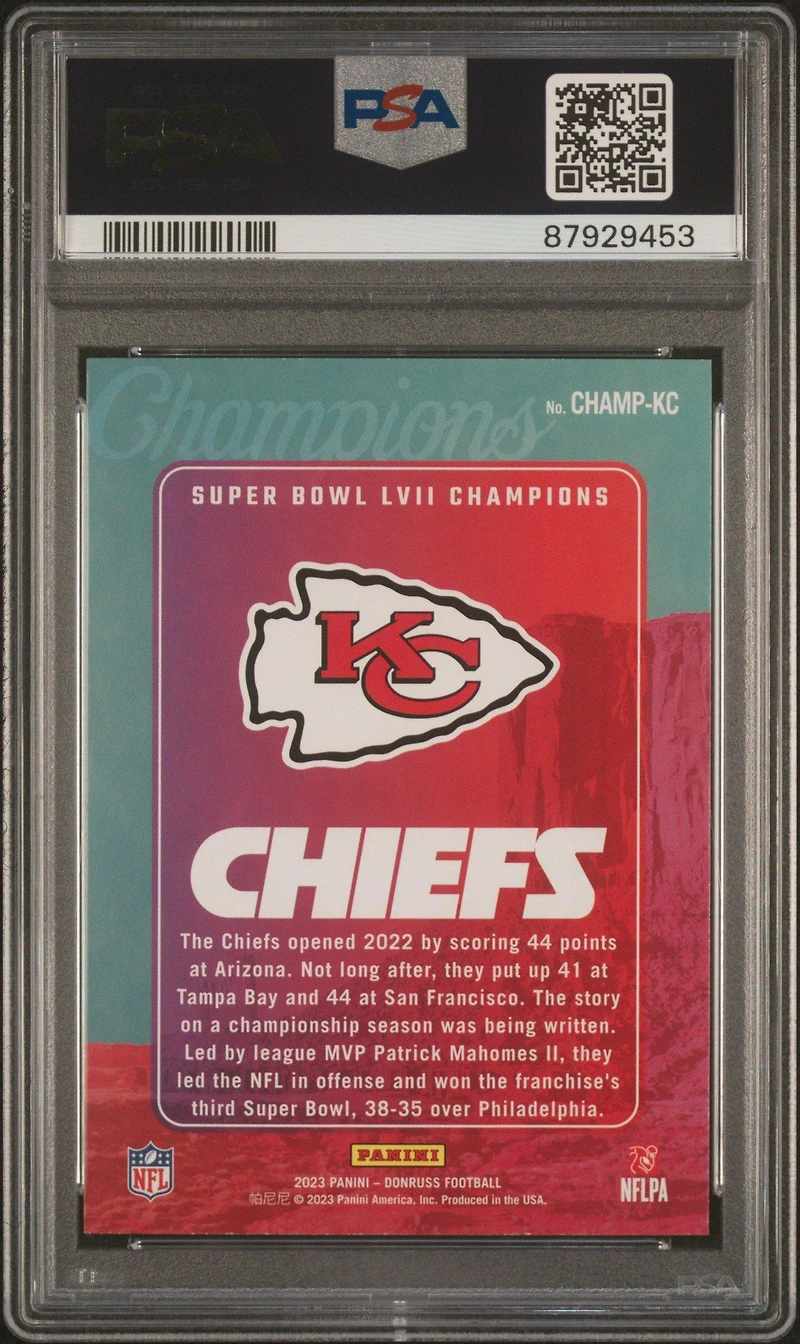 PSA
PSA
87929453
Champions
No. CHAMP-KC
SUPER BOWL LVII CHAMPIONS
KC
CHIEFS
The Chiefs opened 2022 by scoring 44 points
at Arizona. Not long after, they put up 41 at
Tampa Bay and 44 at San Francisco. The story
on a championship season was being written.
Led by league MVP Patrick Mahomes II, they
led the NFL in offense and won the franchise's
third Super Bowl, 38-35 over Philadelphia.
PANINI
NFL
2023 PANINI – DONRUSS FOOTBALL
帕尼尼 © 2023 Panini America, Inc. Produced in the USA.
NFLPA
PSA